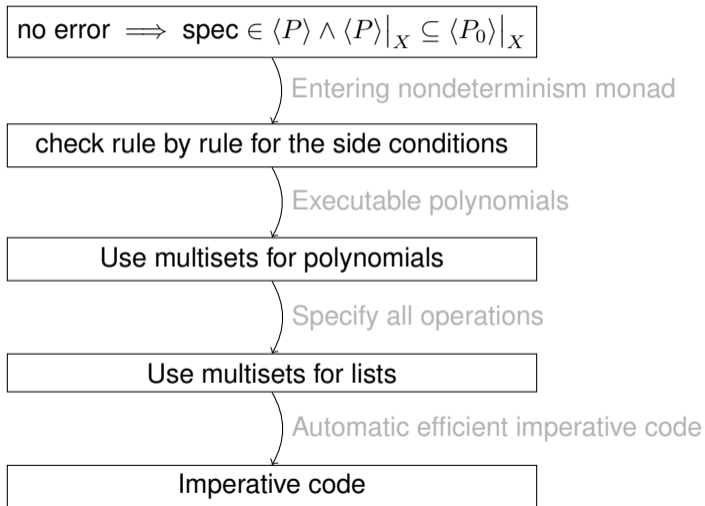 no error ⟹ spec ∈ ⟨P⟩ ∧ ⟨P⟩|_X ⊆ ⟨P_0⟩|_X
Entering nondeterminism monad
check rule by rule for the side conditions
Executable polynomials
Use multisets for polynomials
Specify all operations
Use multisets for lists
Automatic efficient imperative code
Imperative code